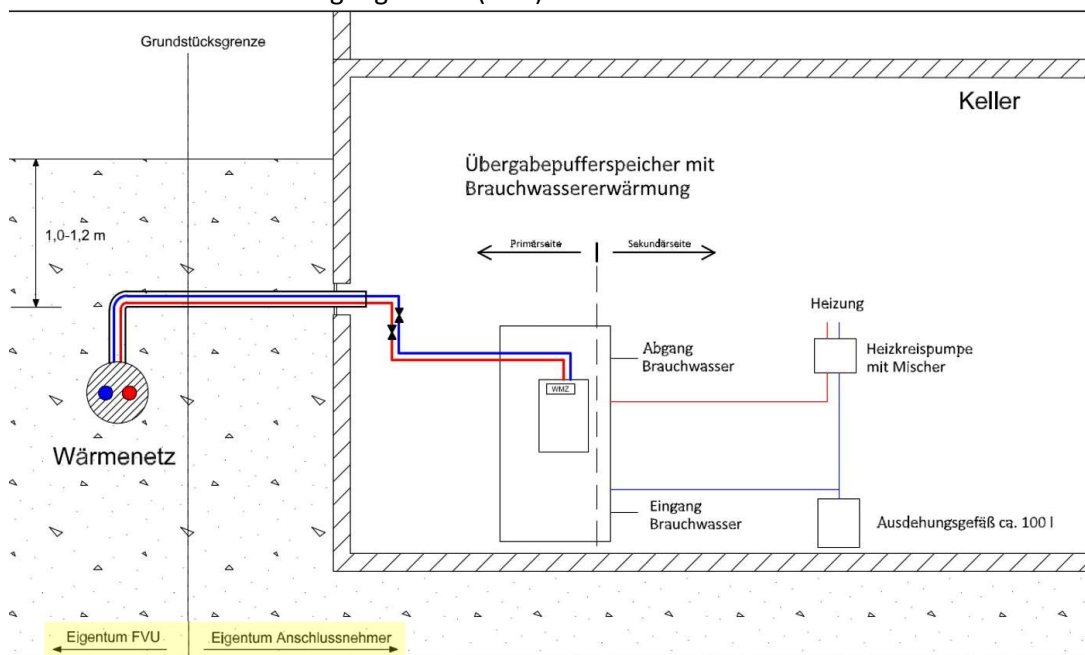 Grundstücksgrenze
Keller
Übergabepufferspeicher mit
Brauchwassererwärmung
1,0-1,2 m
Primärseite
Sekundärseite
Heizung
Abgang
Brauchwasser
Heizkreispumpe
mit Mischer
WMZ
Wärmenetz
Eingang
Brauchwasser
Ausdehungsgefäß ca. 100 l
Eigentum FVU
Eigentum Anschlussnehmer